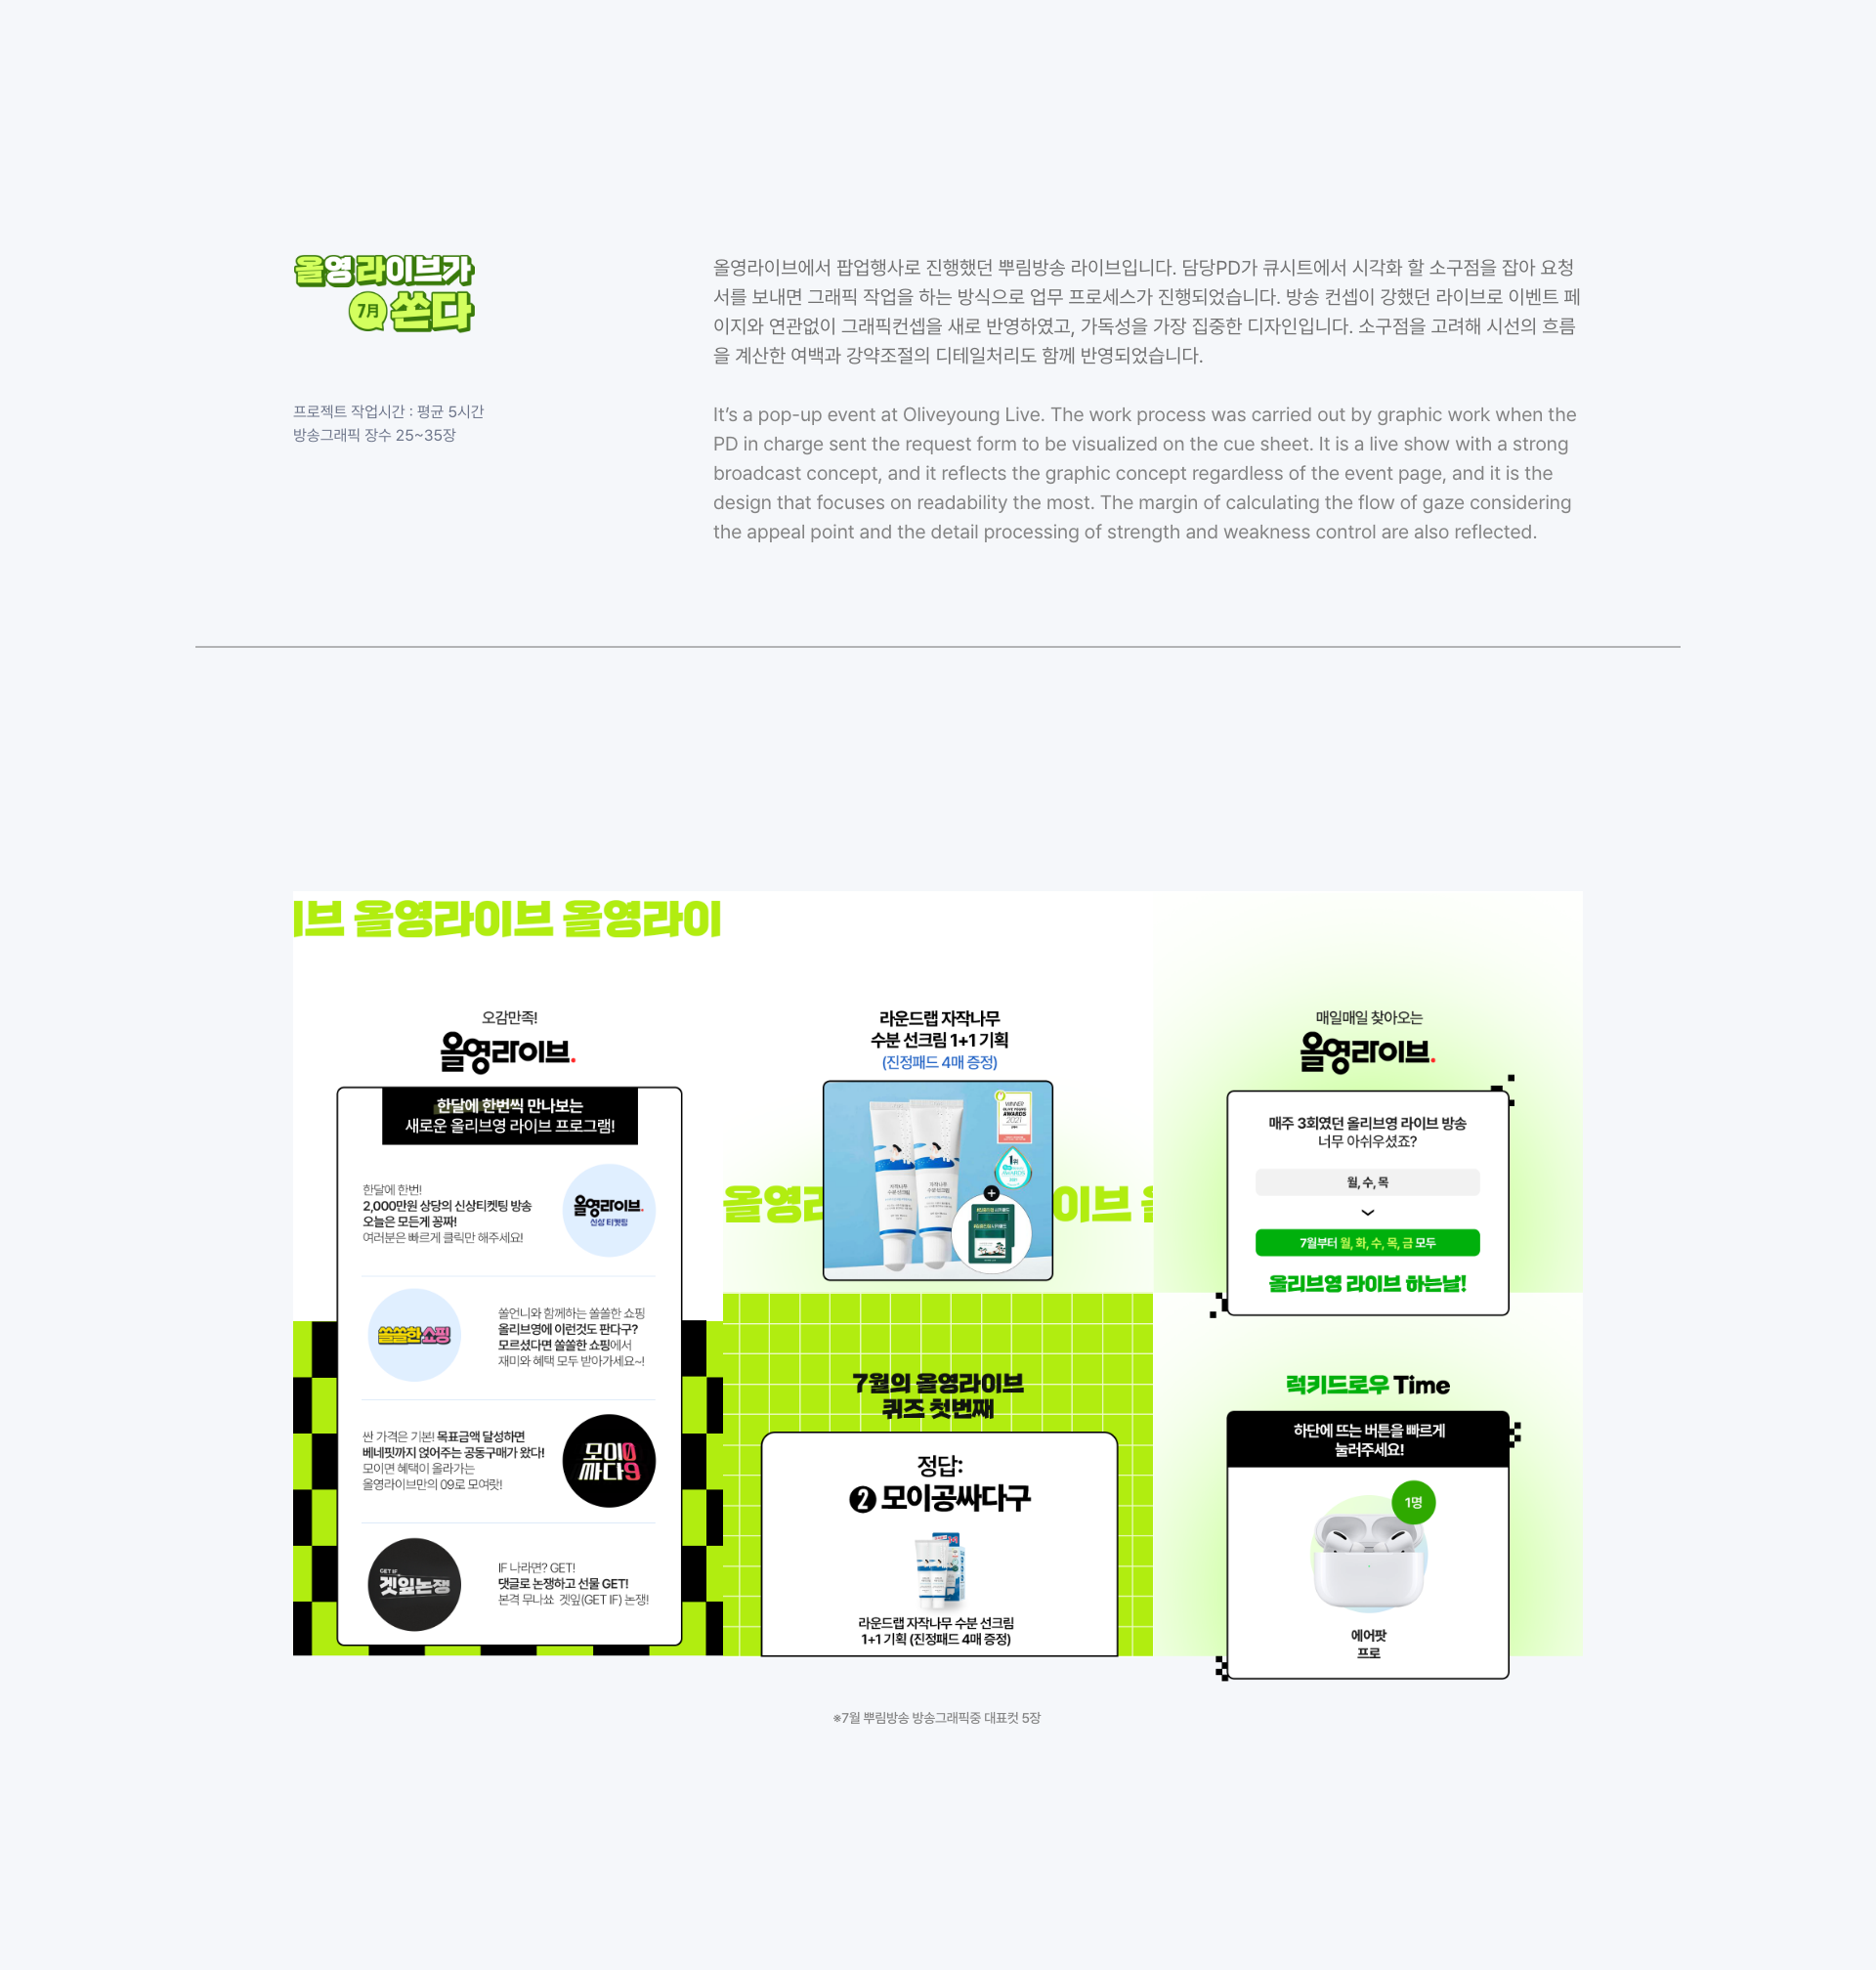 올영라이브가
7月 쏜다
프로젝트 작업시간 : 평균 5시간
방송그래픽 장수 25~35장
올영라이브에서 팝업행사로 진행했던 뿌림방송 라이브입니다. 담당PD가 큐시트에서 시각화 할 소구점을 잡아 요청
서를 보내면 그래픽 작업을 하는 방식으로 업무 프로세스가 진행되었습니다. 방송 컨셉이 강했던 라이브로 이벤트 페
이지와 연관없이 그래픽컨셉을 새로 반영하였고, 가독성을 가장 집중한 디자인입니다. 소구점을 고려해 시선의 흐름
을 계산한 여백과 강약조절의 디테일처리도 함께 반영되었습니다.
It’s a pop-up event at Oliveyoung Live. The work process was carried out by graphic work when the
PD in charge sent the request form to be visualized on the cue sheet. It is a live show with a strong
broadcast concept, and it reflects the graphic concept regardless of the event page, and it is the
design that focuses on readability the most. The margin of calculating the flow of gaze considering
the appeal point and the detail processing of strength and weakness control are also reflected.
이브 올영라이브 올영라이
오감만족!
올영라이브.
한달에 한번씩 만나보는
새로운 올리브영 라이브 프로그램!
한달에 한번!
2,000만원 상당의 신상티켓팅 방송
오늘은 모든게 꽁짜!
여러분은 빠르게 클릭만 해주세요!
올영라이브.
신상 티켓팅
쏠쏠한 쇼핑
쏠언니와 함께하는 쏠쏠한 쇼핑
올리브영에 이런것도 판다구?
모르셨다면 쏠쏠한 쇼핑에서
재미와 혜택 모두 받아가세요~!
싼 가격은 기본! 목표금액 달성하면
베네핏까지 얹어주는 공동구매가 왔다!
모이면 혜택이 올라가는
올영라이브만의 09로 모여랏!
모이0
싸다9
GET IF
겟잎논쟁
IF 나라면? GET!
댓글로 논쟁하고 선물 GET!
본격 무나쑈 겟잎(GET IF) 논쟁!
라운드랩 자작나무
수분 선크림 1+1 기획
(진정패드 4매 증정)
WINNER
AWARDS
2021
1위
자작나무
수분 선크림
자작나무
수분 선크림
+
올영라
이브
7월의 올영라이브
퀴즈 첫번째
정답:
2 모이공싸다구
라운드랩 자작나무 수분 선크림
1+1 기획 (진정패드 4매 증정)
매일매일 찾아오는
올영라이브.
매주 3회였던 올리브영 라이브 방송
너무 아쉬우셨죠?
월, 수, 목
7월부터 월, 화, 수, 목, 금 모두
올리브영 라이브 하는날!
럭키드로우 Time
하단에 뜨는 버튼을 빠르게
눌러주세요!
1명
에어팟
프로
※7월 뿌림방송 방송그래픽중 대표컷 5장